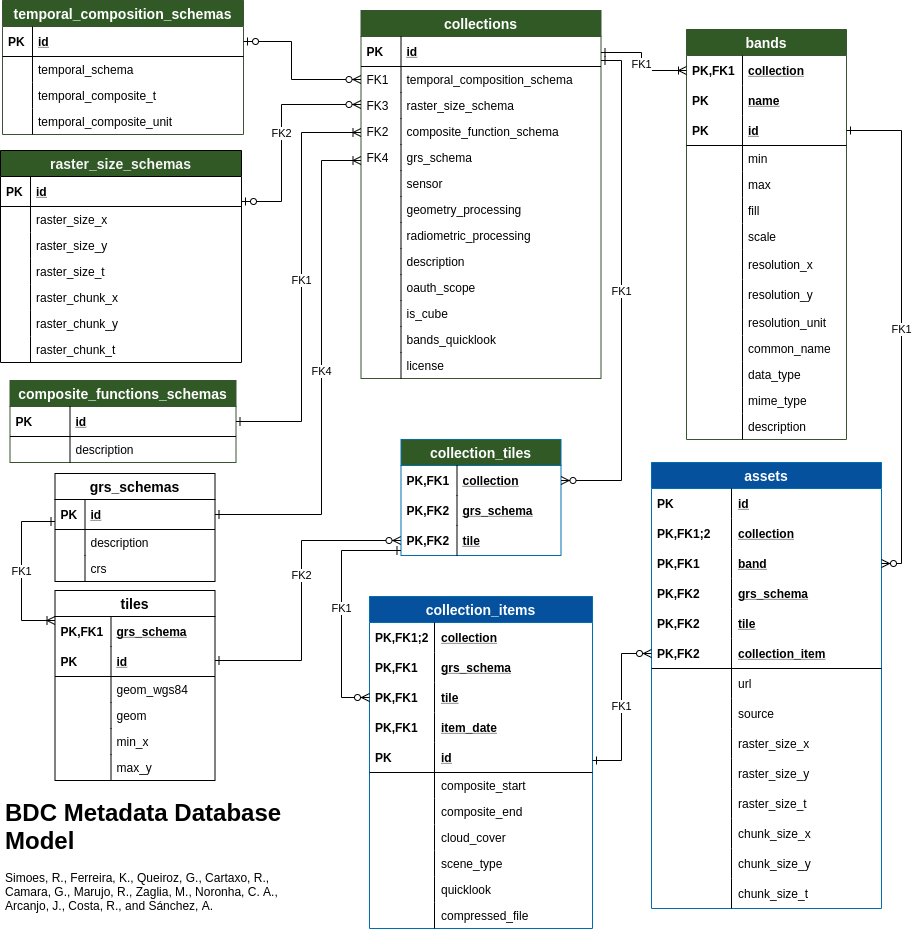 temporal_composition_schemas
PK id
temporal_schema
temporal_composite_t
temporal_composite_unit
raster_size_schemas
PK id
raster_size_x
raster_size_y
raster_size_t
raster_chunk_x
raster_chunk_y
raster_chunk_t
composite_functions_schemas
PK id
description
grs_schemas
PK id
description
crs
tiles
PK,FK1 grs_schema
PK id
geom_wgs84
geom
min_x
max_y
collections
PK id
FK1 temporal_composition_schema
FK3 raster_size_schema
FK2 composite_function_schema
FK4 grs_schema
sensor
geometry_processing
radiometric_processing
description
oauth_scope
is_cube
bands_quicklook
license
collection_tiles
PK,FK1 collection
PK,FK2 grs_schema
PK,FK2 tile
collection_items
PK,FK1;2 collection
PK,FK1 grs_schema
PK,FK1 tile
PK,FK1 item_date
PK id
composite_start
composite_end
cloud_cover
scene_type
quicklook
compressed_file
bands
PK,FK1 collection
PK name
PK id
min
max
fill
scale
resolution_x
resolution_y
resolution_unit
common_name
data_type
mime_type
description
assets
PK id
PK,FK1;2 collection
PK,FK1 band
PK,FK2 grs_schema
PK,FK2 tile
PK,FK2 collection_item
url
source
raster_size_x
raster_size_y
raster_size_t
chunk_size_x
chunk_size_y
chunk_size_t
FK1
FK2
FK1
FK1
FK1
FK4
FK1
FK2
FK1
FK1
BDC Metadata Database
Model
Simoes, R., Ferreira, K., Queiroz, G., Cartaxo, R.,
Camara, G., Marujo, R., Zaglia, M., Noronha, C. A.,
Arcanjo, J., Costa, R., and Sánchez, A.